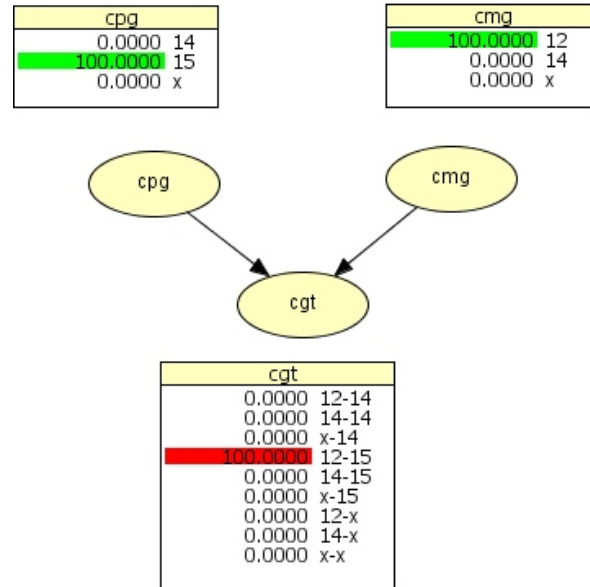 cpg
0.0000 14
100.0000 15
0.0000 x
cmg
100.0000 12
0.0000 14
0.0000 x
cpg
cmg
cgt
cgt
0.0000 12-14
0.0000 14-14
0.0000 x-14
100.0000 12-15
0.0000 14-15
0.0000 x-15
0.0000 12-x
0.0000 14-x
0.0000 x-x